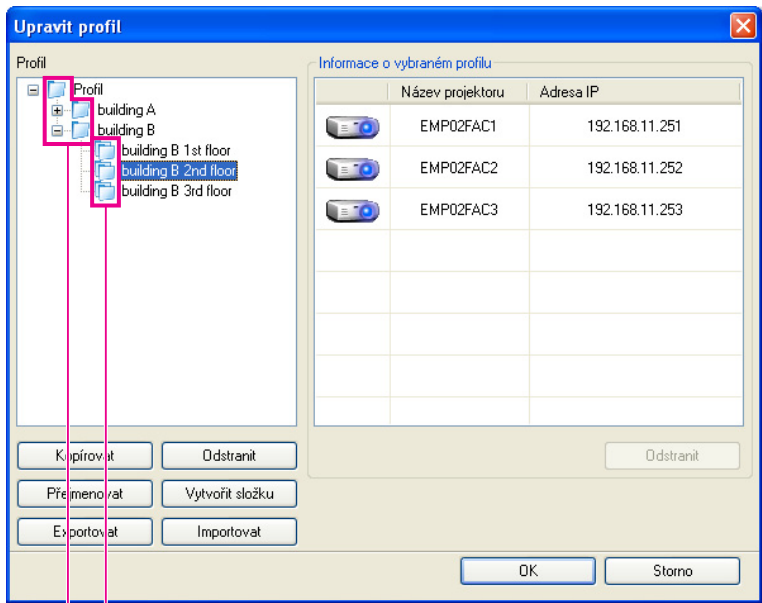 Upravit profil
Profil
Profil
building A
building B
building B 1st floor
building B 2nd floor
building B 3rd floor
Kopírovat Odstranit
Přejmenovat Vytvořit složku
Exportovat Importovat
Informace o vybraném profilu
Název projektoru Adresa IP
EMP02FAC1 192.168.11.251
EMP02FAC2 192.168.11.252
EMP02FAC3 192.168.11.253
Odstranit
OK Storno